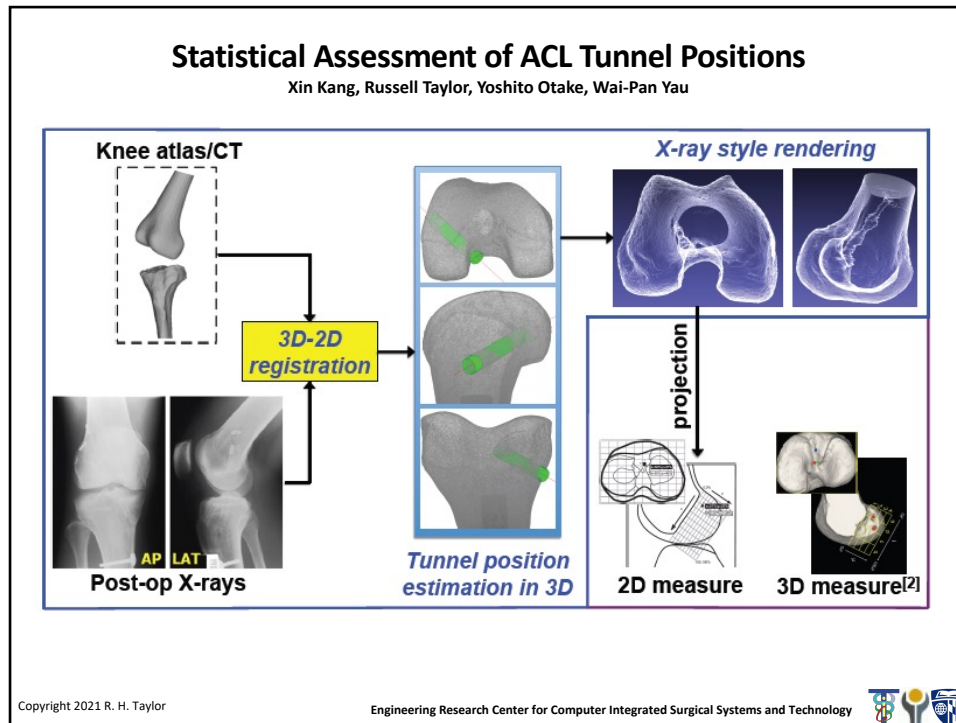 Statistical Assessment of ACL Tunnel Positions
Xin Kang, Russell Taylor, Yoshito Otake, Wai-Pan Yau
Knee atlas/CT
X-ray style rendering
3D-2D
registration
projection
AP LAT
Post-op X-rays
Tunnel position
estimation in 3D
2D measure
3D measure[2]
Copyright 2021 R. H. Taylor
Engineering Research Center for Computer Integrated Surgical Systems and Technology